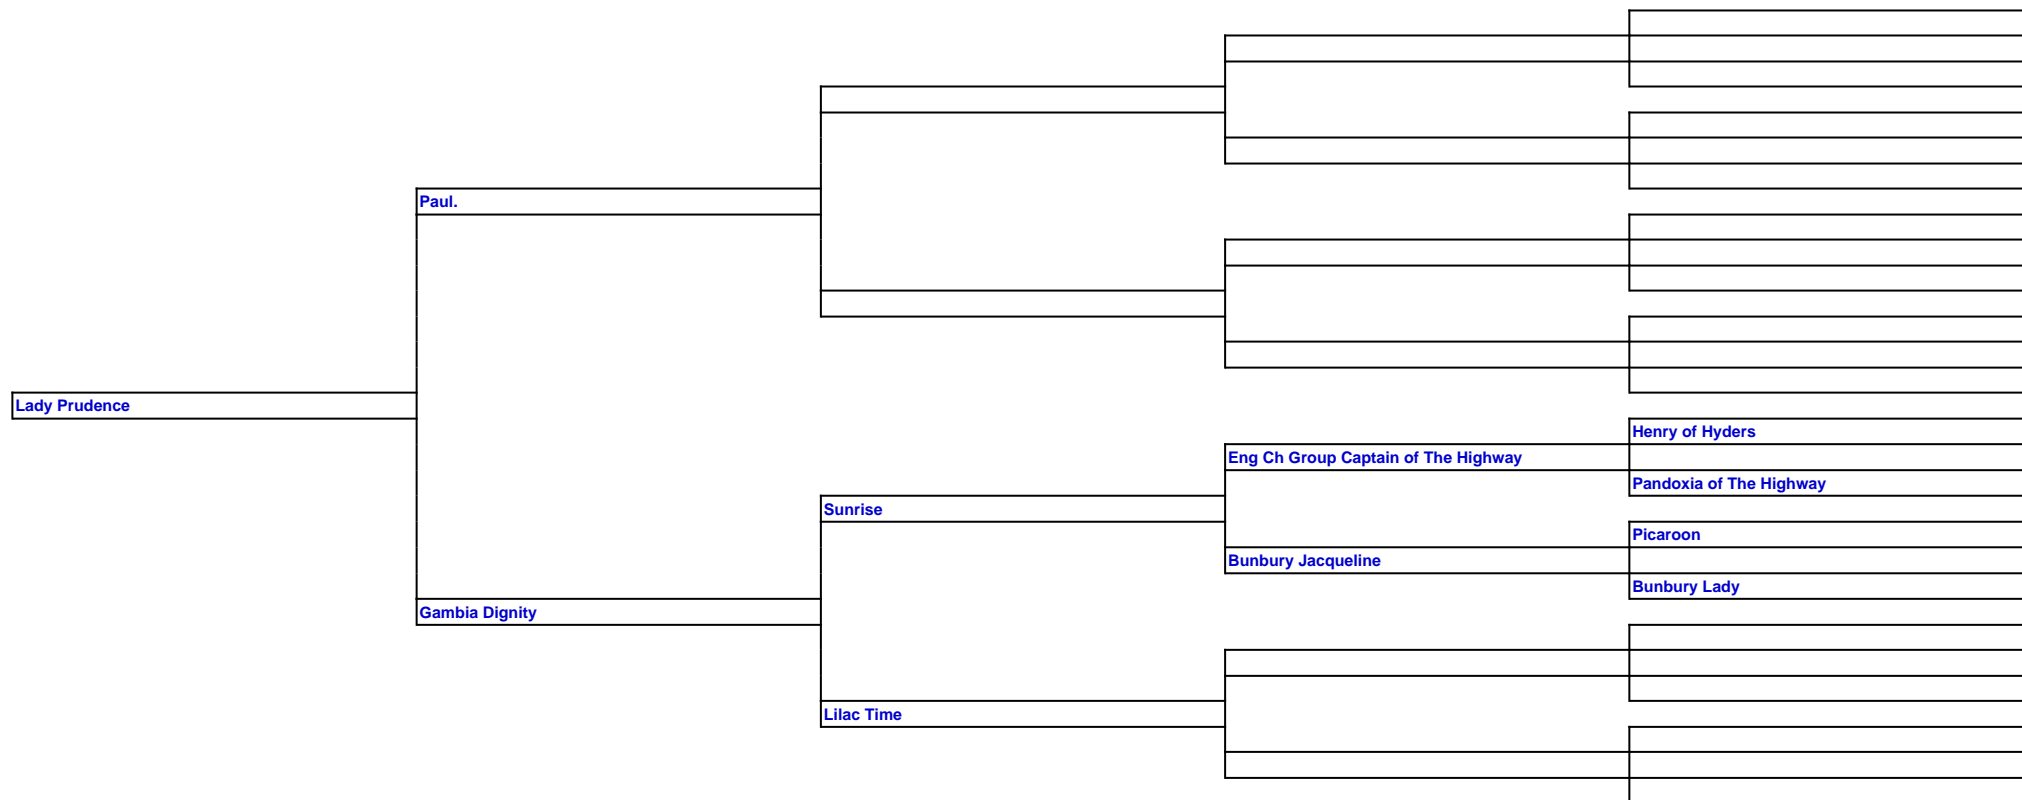 Paul.
Lady Prudence
Henry of Hyders
Eng Ch Group Captain of The Highway
Pandoxia of The Highway
Sunrise
Picaroon
Bunbury Jacqueline
Bunbury Lady
Gambia Dignity
Lilac Time